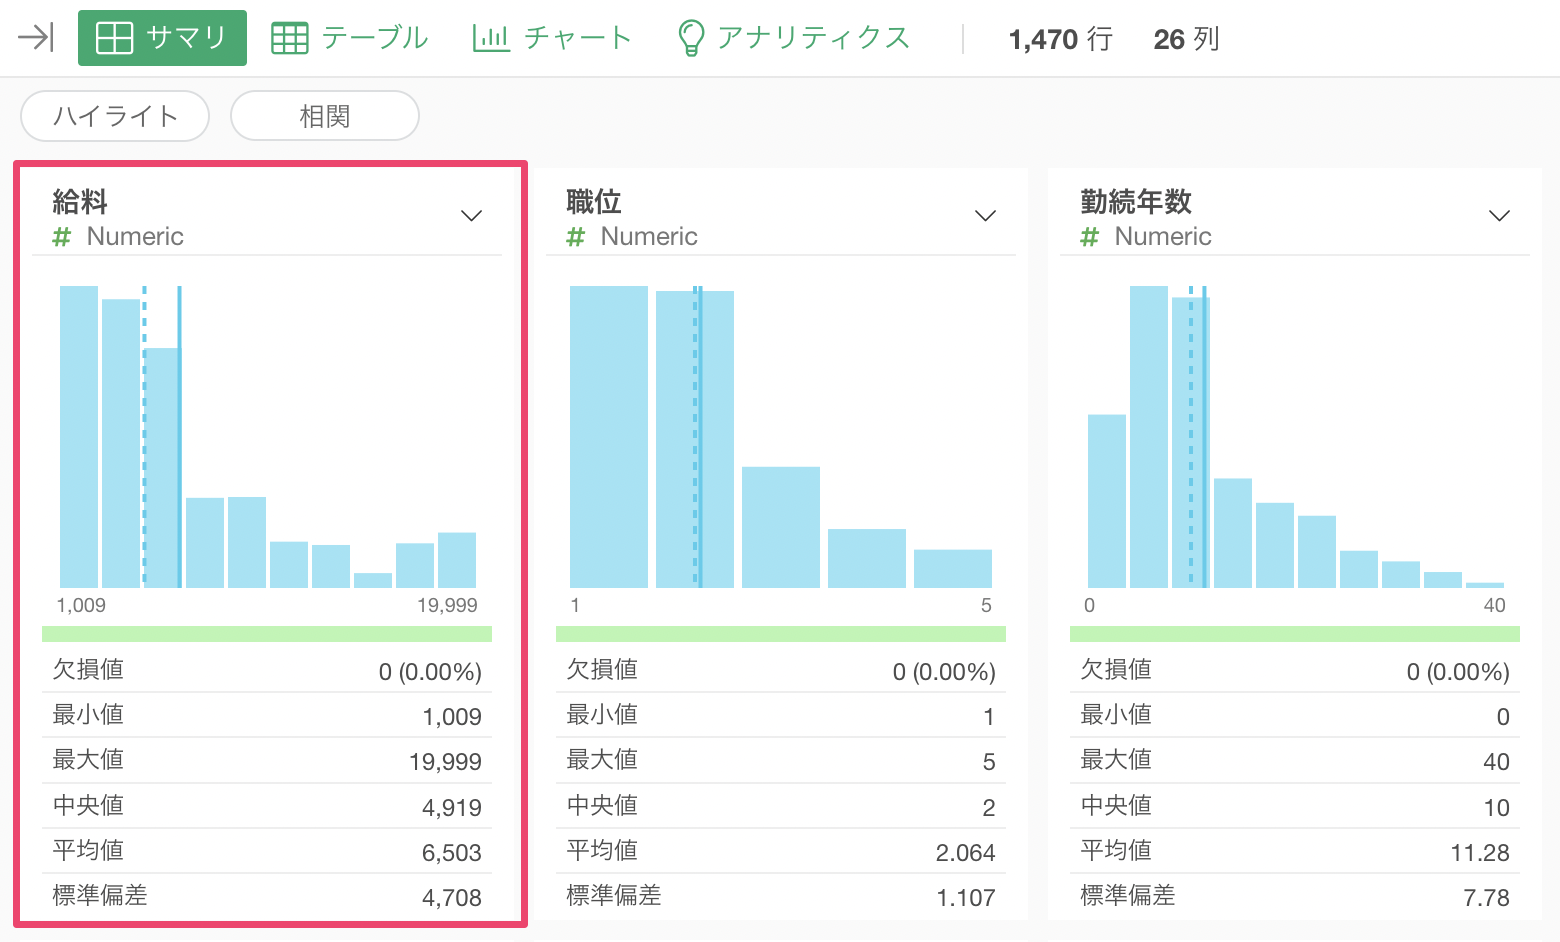 サマリ テーブル チャート アナリティクス 1,470 行 26 列
ハイライト 相関
給料
# Numeric
1,009 19,999
欠損値 0 (0.00%)
最小値 1,009
最大値 19,999
中央値 4,919
平均値 6,503
標準偏差 4,708
職位
# Numeric
1 5
欠損値 0 (0.00%)
最小値 1
最大値 5
中央値 2
平均値 2.064
標準偏差 1.107
勤続年数
# Numeric
0 40
欠損値 0 (0.00%)
最小値 0
最大値 40
中央値 10
平均値 11.28
標準偏差 7.78